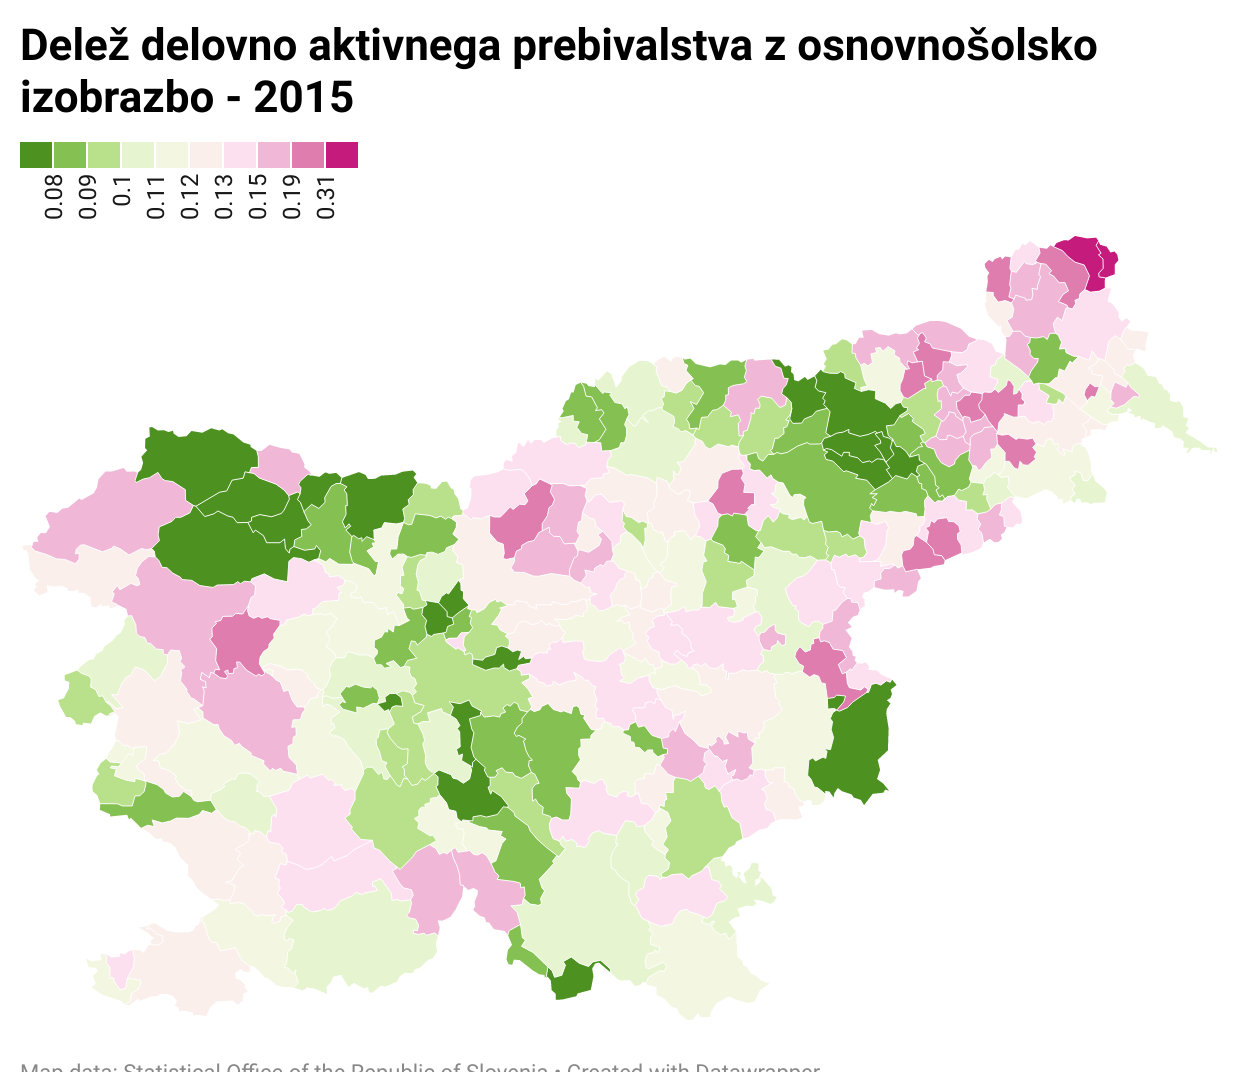 Delež delovno aktivnega prebivalstva z osnovnošolsko
izobrazbo - 2015
0.08 0.09 0.1 0.11 0.12 0.13 0.15 0.19 0.31
Map data: Statistical Office of the Republic of Slovenia • Created with Datawrapper